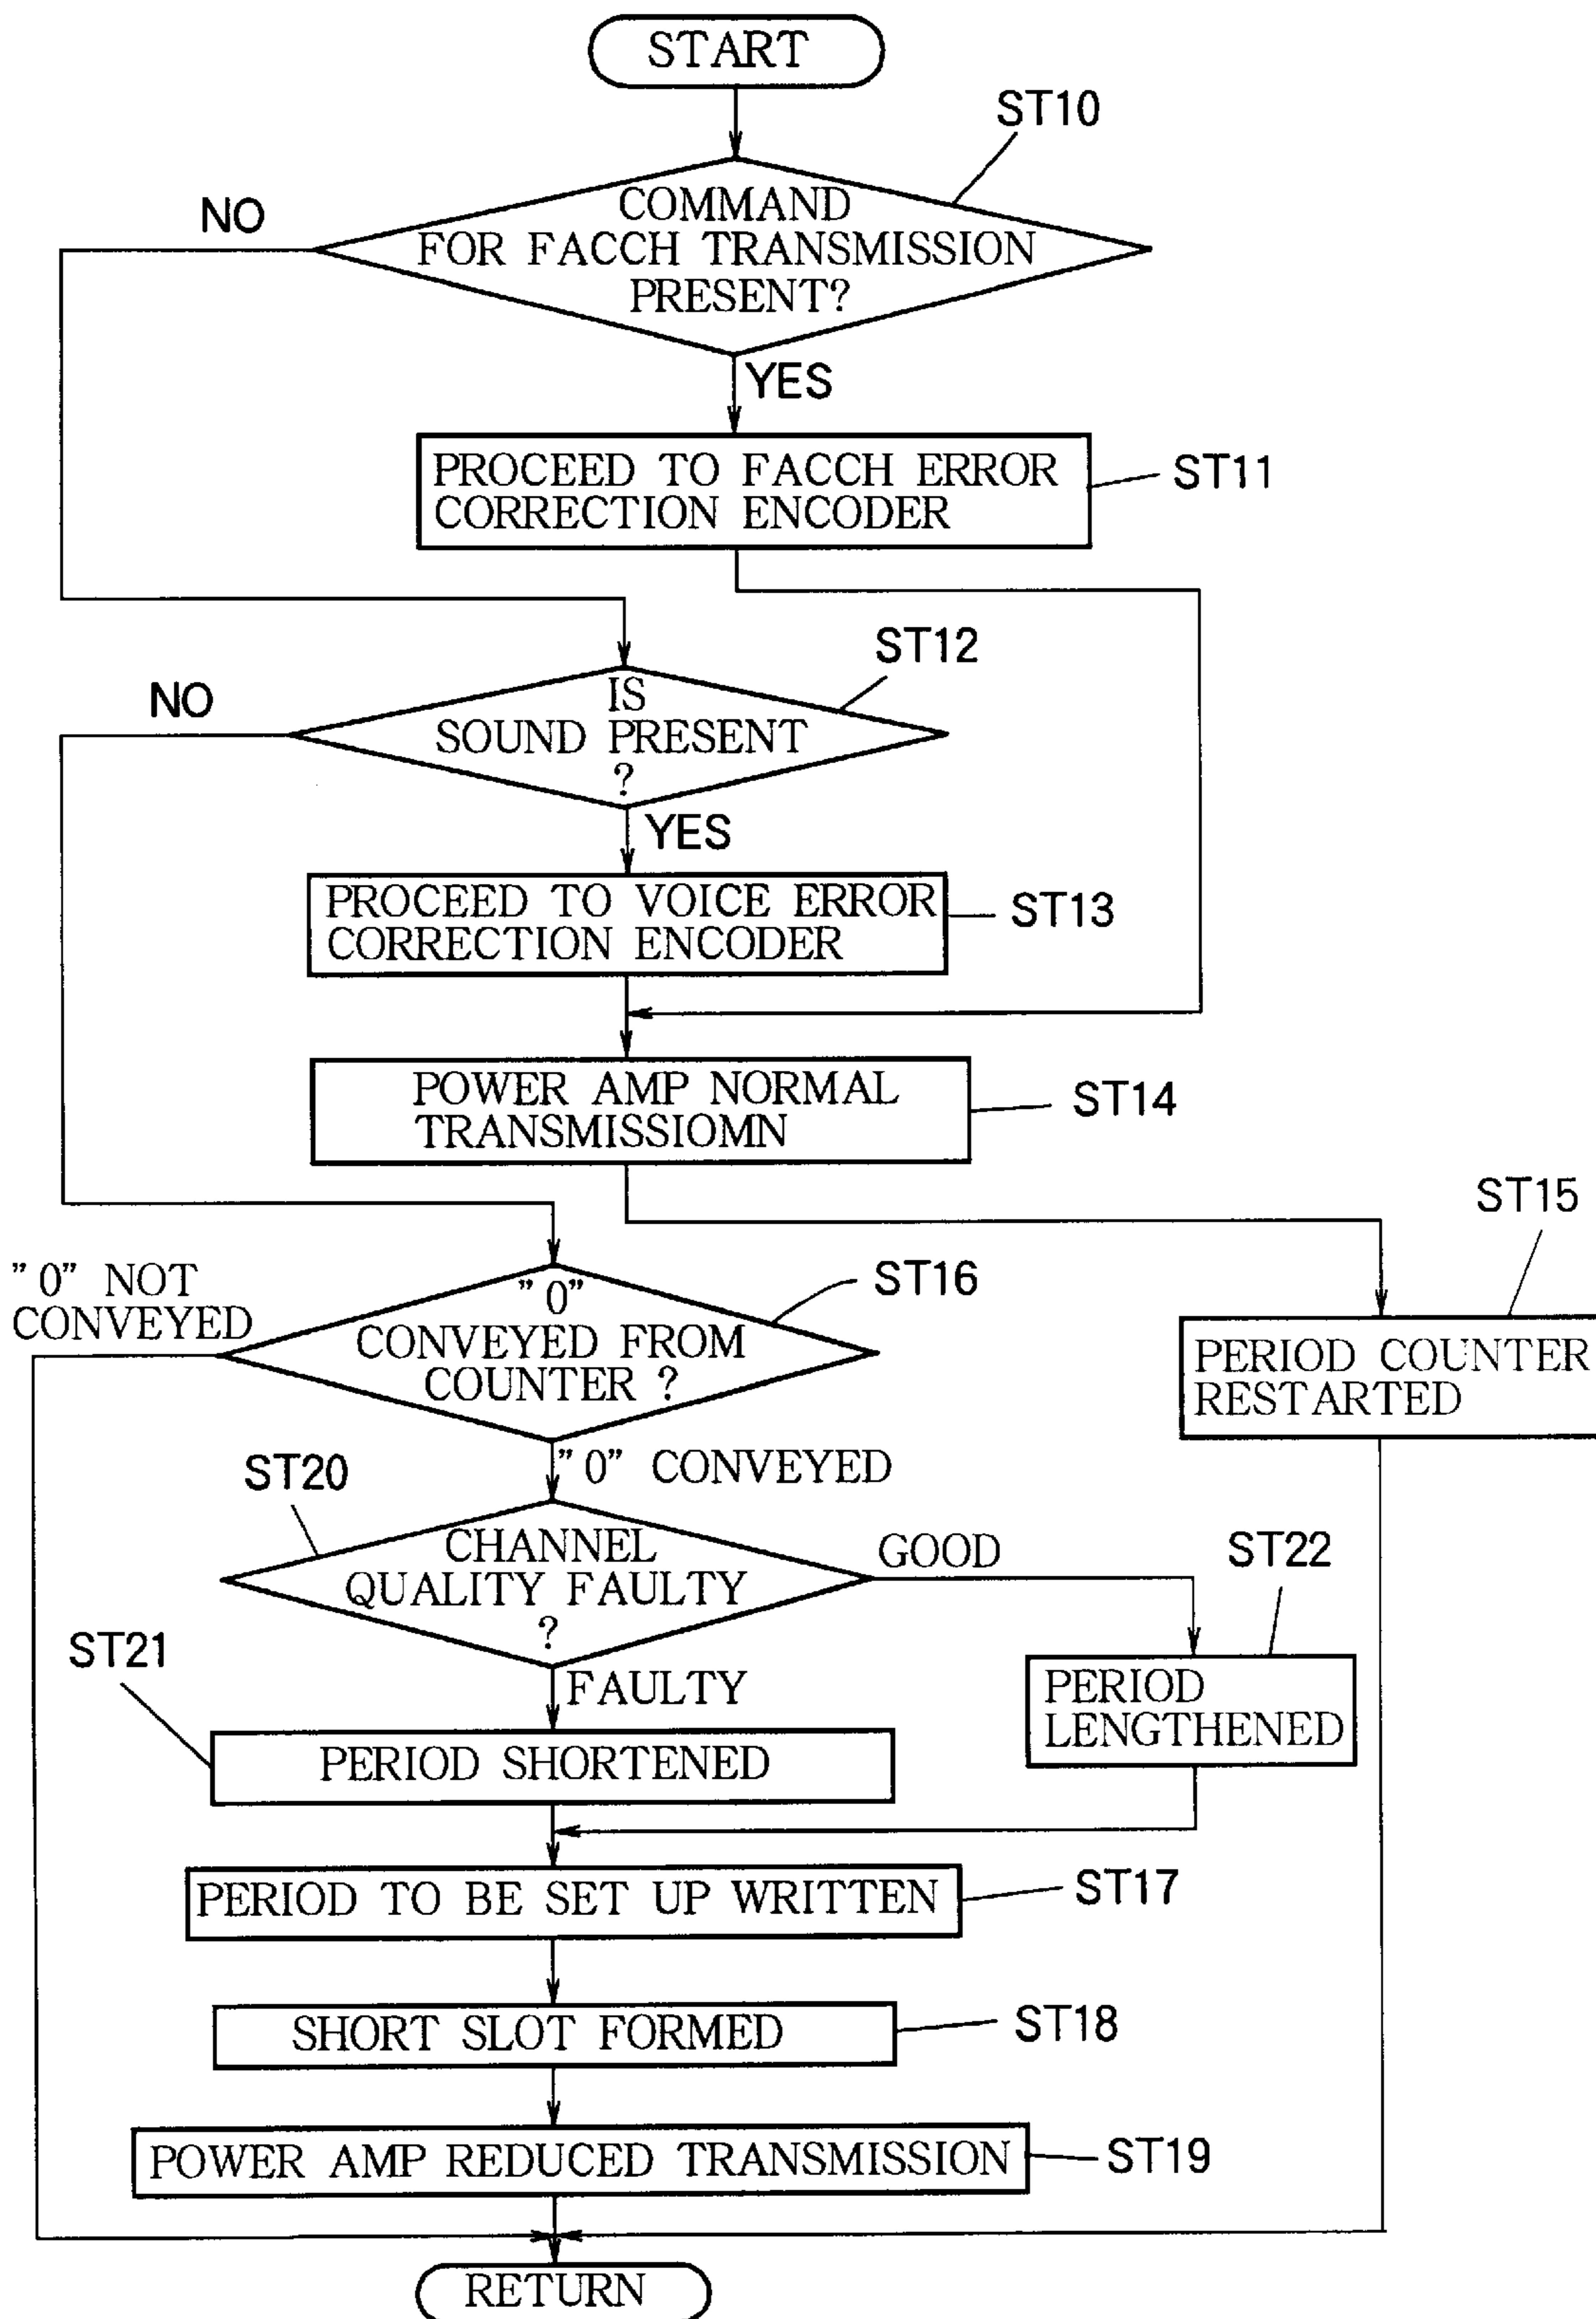 START
ST10
NO
COMMAND
FOR FACCH TRANSMISSION
PRESENT?
YES
PROCEED TO FACCH ERROR
CORRECTION ENCODER
ST11
ST12
NO
IS
SOUND PRESENT
?
YES
PROCEED TO VOICE ERROR
CORRECTION ENCODER
ST13
POWER AMP NORMAL
TRANSMISSIOMN
ST14
ST15
"0" NOT
CONVEYED
"0"
CONVEYED FROM
COUNTER ?
ST16
PERIOD COUNTER
RESTARTED
"0" CONVEYED
ST20
CHANNEL
QUALITY FAULTY
?
GOOD
ST22
ST21
FAULTY
PERIOD
LENGTHENED
PERIOD SHORTENED
PERIOD TO BE SET UP WRITTEN
ST17
SHORT SLOT FORMED
ST18
POWER AMP REDUCED TRANSMISSION
ST19
RETURN